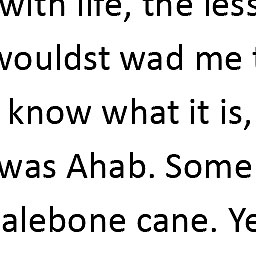 with life, the less
wouldst wad me
know what it is,
was Ahab. Some
alebone cane. Ye